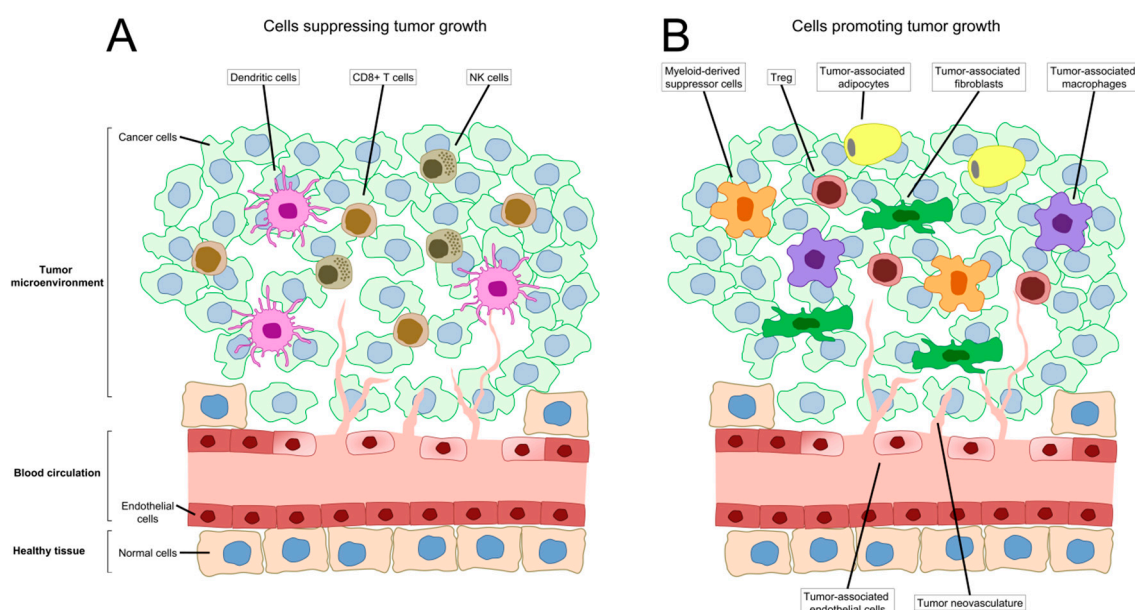 A
Cells suppressing tumor growth
Dendritic cells
CD8+ T cells
NK cells
Cancer cells
Tumor
microenvironment
Blood circulation
Endothelial
cells
Healthy tissue
Normal cells
B
Cells promoting tumor growth
Myeloid-derived
suppressor cells
Treg
Tumor-associated
adipocytes
Tumor-associated
fibroblasts
Tumor-associated
macrophages
Tumor-associated
endothelial cells
Tumor neovasculature